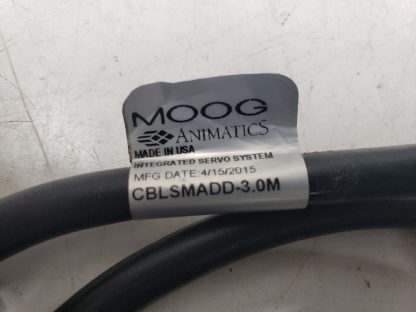 MOOG
ANIMATICS
MADE IN USA
INTEGRATED SERVO SYSTEM
MFG DATE:4/15/2015
CBLSMADD-3.0M